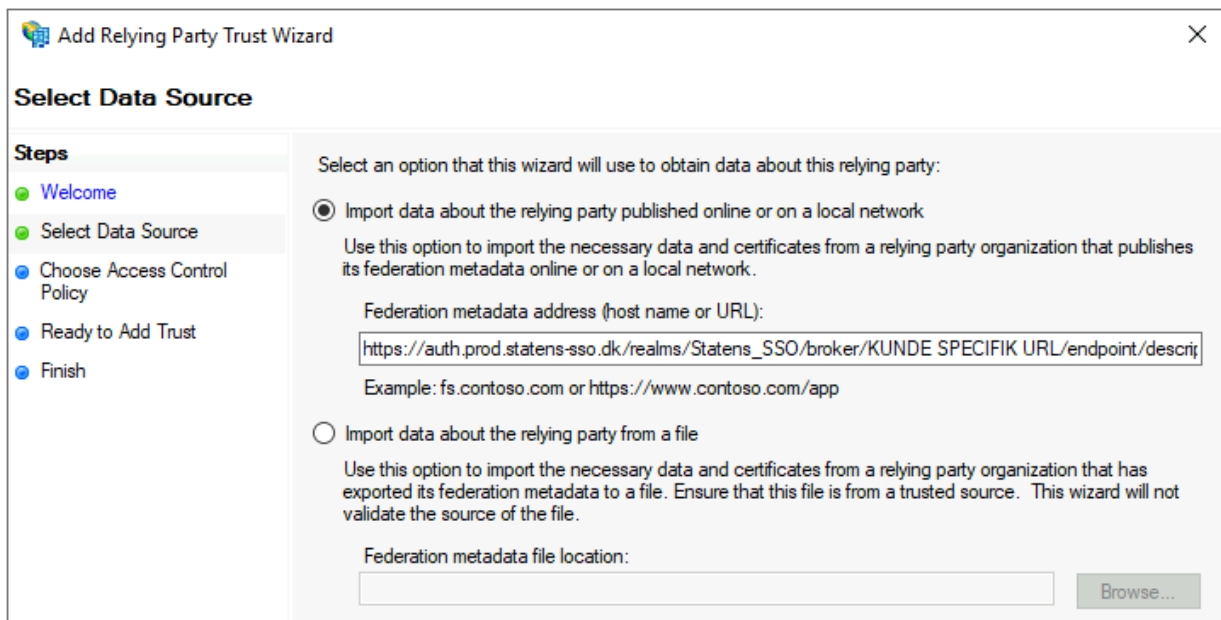 Add Relying Party Trust Wizard
Select Data Source
Steps
Welcome
Select Data Source
Choose Access Control
Policy
Ready to Add Trust
Finish
Select an option that this wizard will use to obtain data about this relying party:
Import data about the relying party published online or on a local network
Use this option to import the necessary data and certificates from a relying party organization that publishes
its federation metadata online or on a local network.
Federation metadata address (host name or URL):
https://auth.prod.statens-sso.dk/realms/Statens_SSO/broker/KUNDE SPECIFIK URL/endpoint/descrip
Example: fs.contoso.com or https://www.contoso.com/app
Import data about the relying party from a file
Use this option to import the necessary data and certificates from a relying party organization that has
exported its federation metadata to a file. Ensure that this file is from a trusted source.  This wizard will not
validate the source of the file.
Federation metadata file location:
Browse...